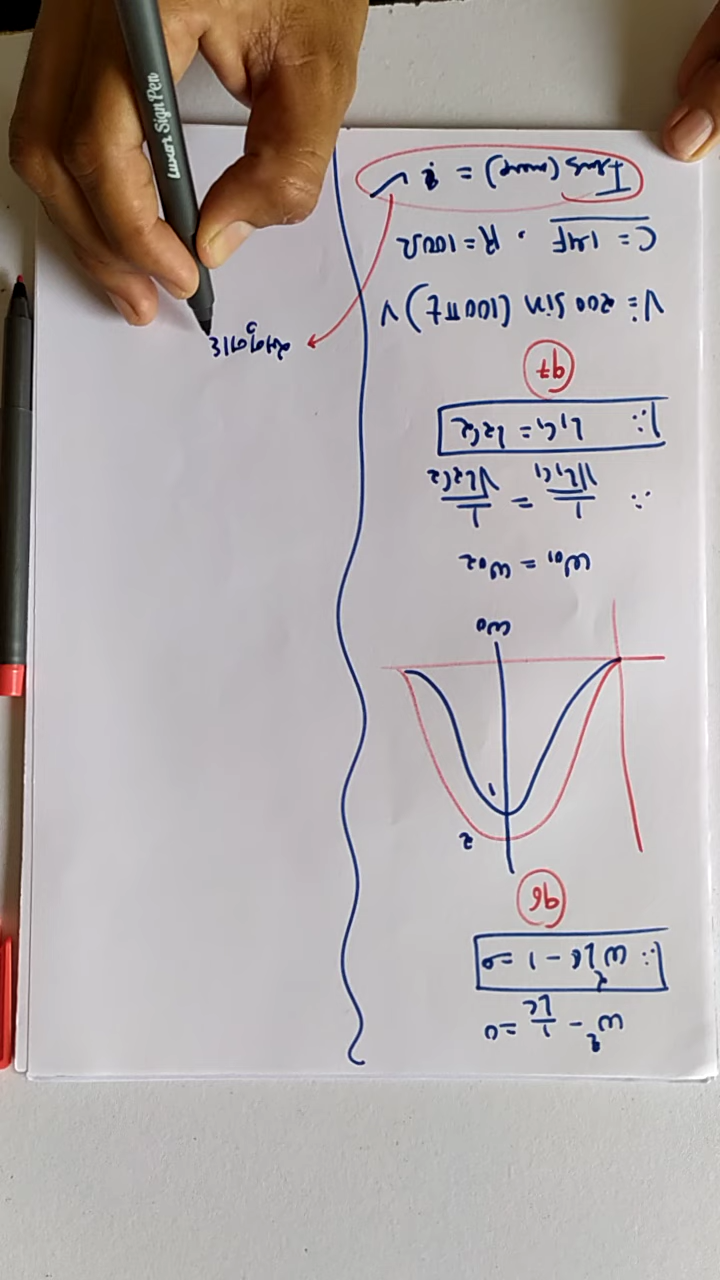 ω² - 1/LC = 0
∴ ω²LC - 1 = 0
96
2
1
ω₀
ω₀₁ = ω₀₂
∴ 1/√L₁C₁ = 1/√L₂C₂
∴ L₁C₁ = L₂C₂
97
V = 200 sin (100πt) V
C = 1μF , R = 100Ω
Irms = ?
Luxor Sign Pen